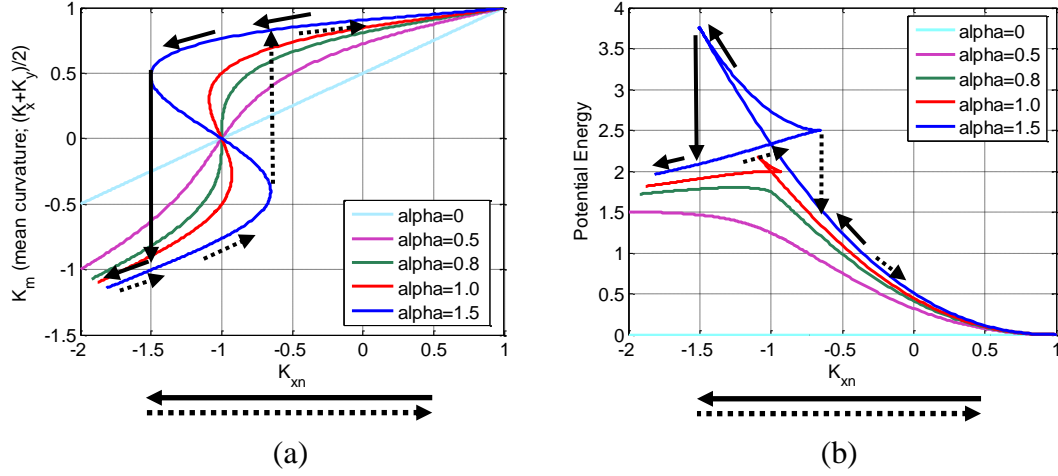 K_m (mean curvature; (K_x+K_y)/2)
1
0.5
0
-0.5
-1
-1.5
-2
-1.5
-1
-0.5
0
0.5
1
K_xn
alpha=0
alpha=0.5
alpha=0.8
alpha=1.0
alpha=1.5
(a)
Potential Energy
4
3.5
3
2.5
2
1.5
1
0.5
0
-2
-1.5
-1
-0.5
0
0.5
1
K_xn
alpha=0
alpha=0.5
alpha=0.8
alpha=1.0
alpha=1.5
(b)